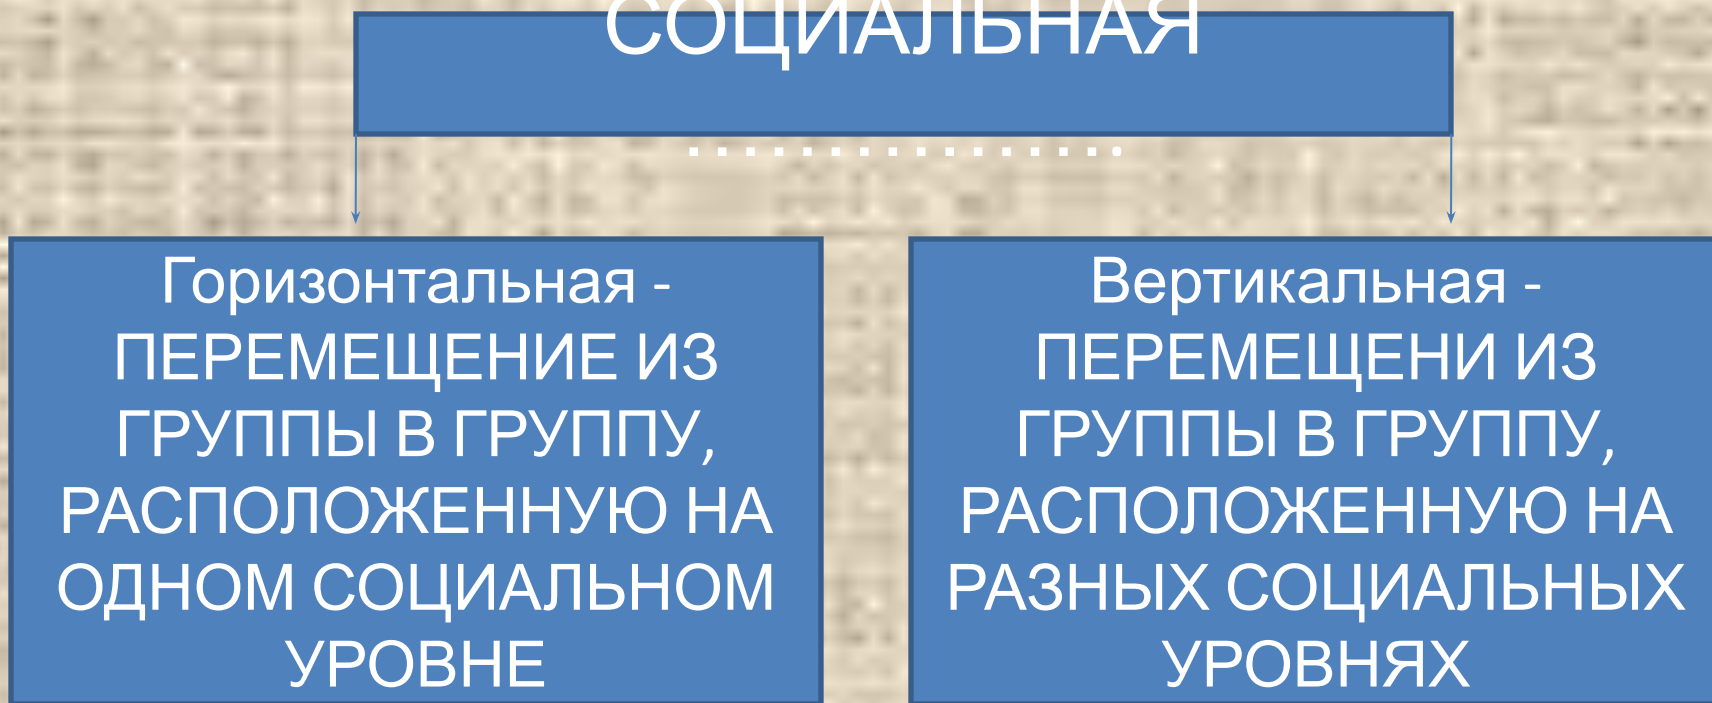 СОЦИАЛЬНАЯ
................
Горизонтальная -
ПЕРЕМЕЩЕНИЕ ИЗ
ГРУППЫ В ГРУППУ,
РАСПОЛОЖЕННУЮ НА
ОДНОМ СОЦИАЛЬНОМ
УРОВНЕ
Вертикальная -
ПЕРЕМЕЩЕНИ ИЗ
ГРУППЫ В ГРУППУ,
РАСПОЛОЖЕННУЮ НА
РАЗНЫХ СОЦИАЛЬНЫХ
УРОВНЯХ